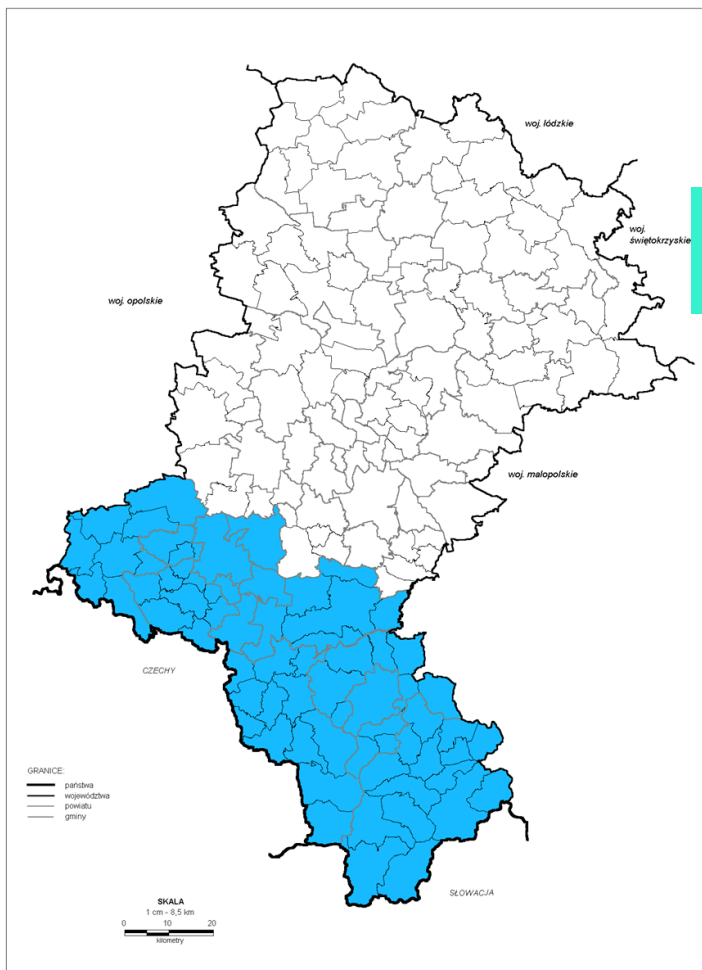 woj. łódzkie
woj.
świętokrzyskie
woj. opolskie
woj. małopolskie
CZECHY
GRANICE:
państwa
województwa
powiatu
gminy
SŁOWACJA
SKALA
1 cm - 8,5 km
0 10 20
kilometry